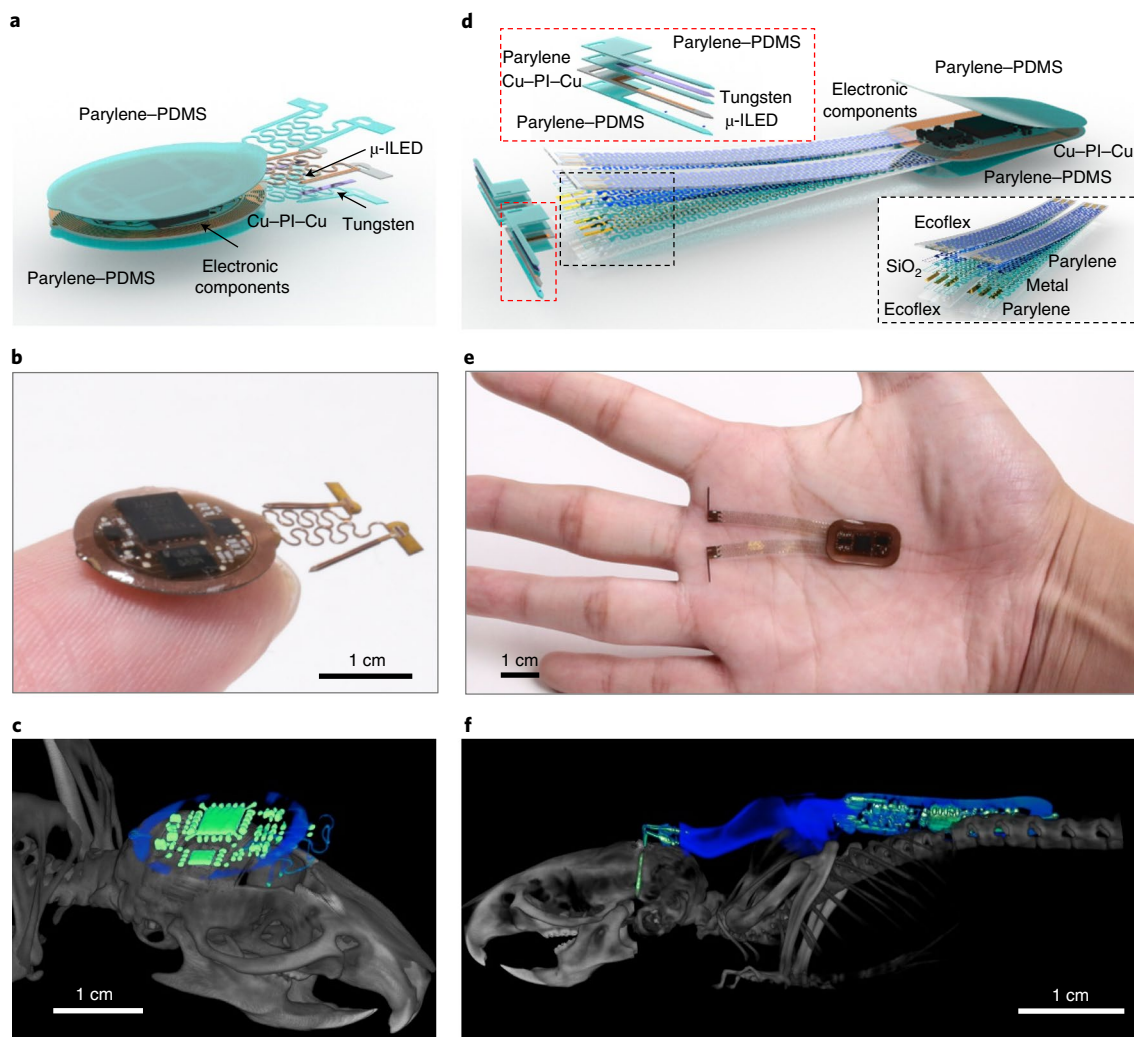 a
Parylene–PDMS
μ-ILED
Cu–PI–Cu
Tungsten
Parylene–PDMS
Electronic
components
d
Parylene–PDMS
Parylene
Cu–PI–Cu
Tungsten
μ-ILED
Parylene–PDMS
Electronic
components
Parylene–PDMS
Cu–PI–Cu
Parylene–PDMS
Ecoflex
SiO₂
Parylene
Metal
Ecoflex
Parylene
b
1 cm
e
1 cm
c
1 cm
f
1 cm